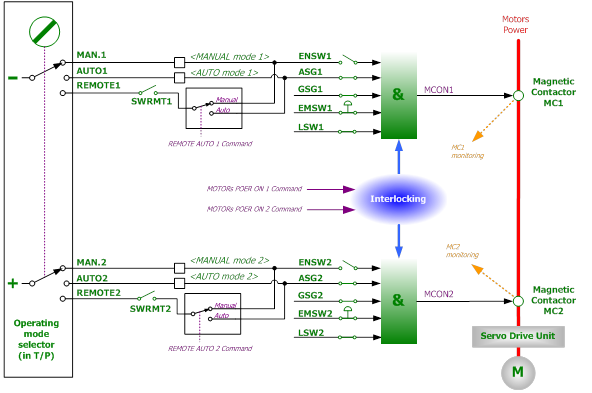 Motors
Power
MAN.1
<MANUAL mode 1>
ENSW1
AUTO1
<AUTO mode 1>
ASG1
REMOTE1
SWRMT1
Manual
Auto
GSG1
EMSW1
LSW1
REMOTE AUTO 1 Command
&
MCON1
Magnetic
Contactor
MC1
MC1
monitoring
MOTORs POER ON 1 Command
MOTORs POER ON 2 Command
Interlocking
MC2
monitoring
MAN.2
<MANUAL mode 2>
ENSW2
AUTO2
<AUTO mode 2>
ASG2
REMOTE2
SWRMT2
Manual
Auto
GSG2
EMSW2
LSW2
REMOTE AUTO 2 Command
&
MCON2
Magnetic
Contactor
MC2
Operating
mode
selector
(in T/P)
Servo Drive Unit
M